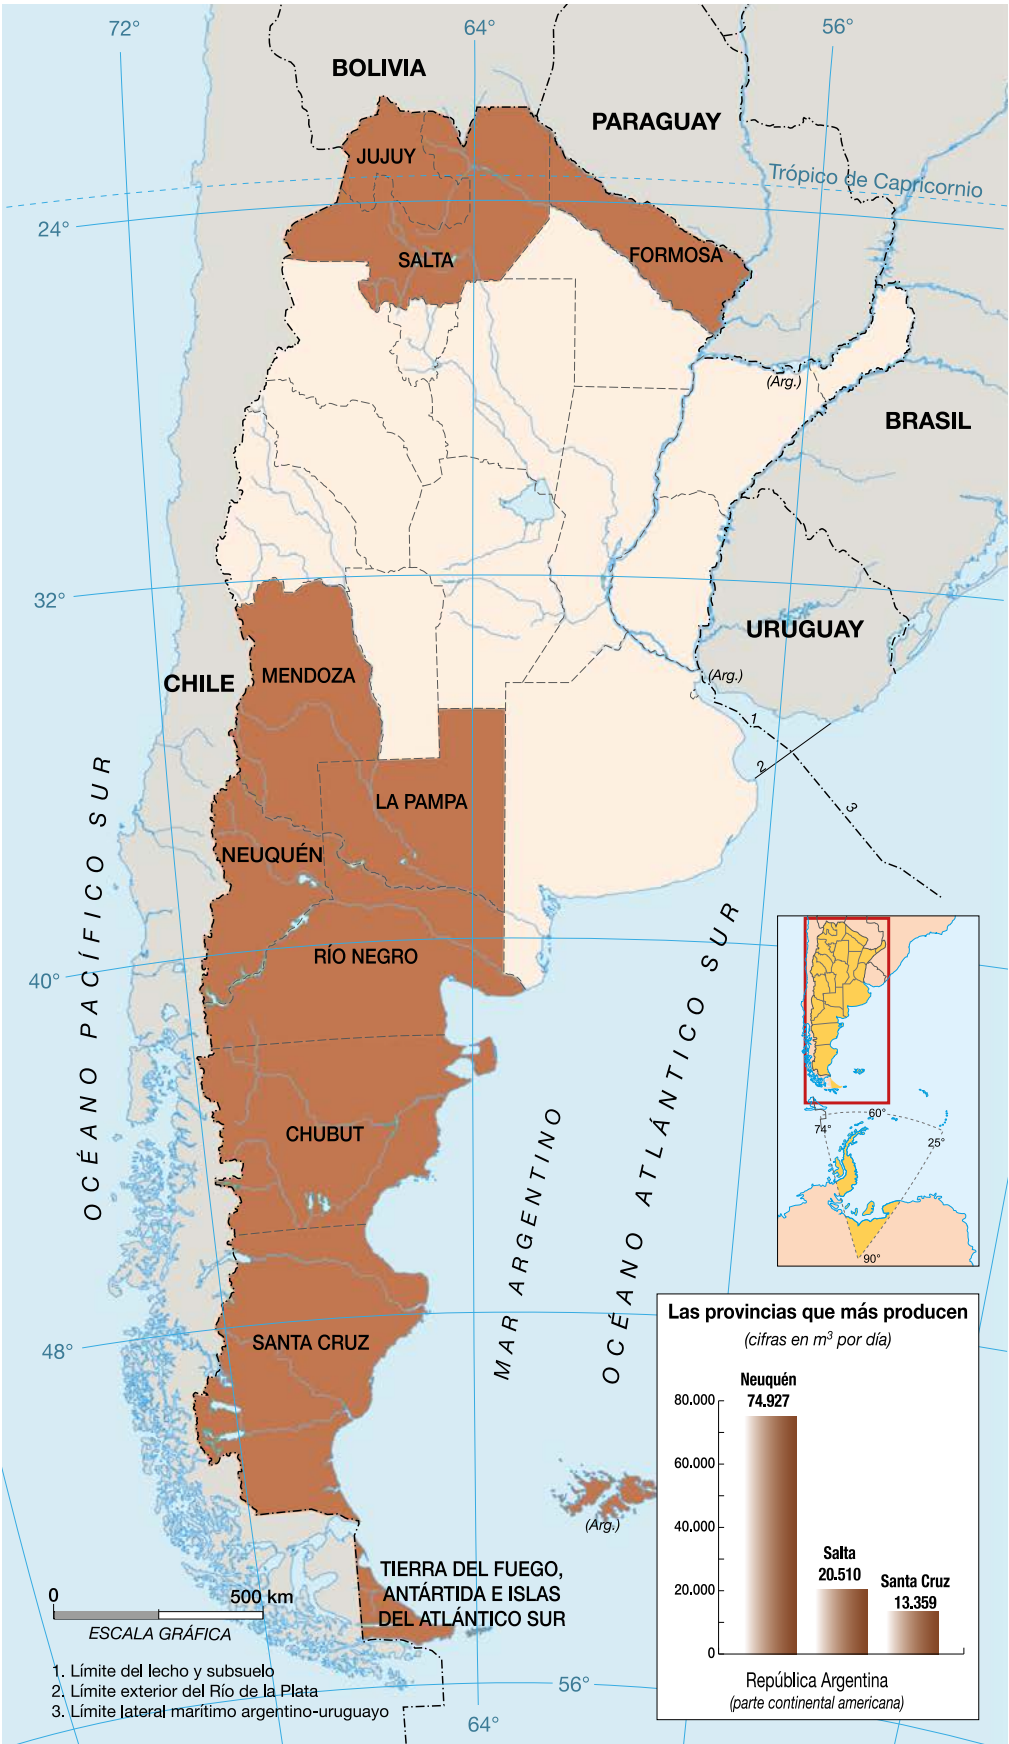 72°
64°
56°
BOLIVIA
PARAGUAY
JUJUY
Trópico de Capricornio
24°
SALTA
FORMOSA
(Arg.)
BRASIL
32°
URUGUAY
CHILE
MENDOZA
(Arg.)
1
2
3
LA PAMPA
NEUQUÉN
OCÉANO PACÍFICO SUR
RÍO NEGRO
40°
OCÉANO ATLÁNTICO SUR
MAR ARGENTINO
CHUBUT
74°
60°
25°
90°
SANTA CRUZ
48°
(Arg.)
TIERRA DEL FUEGO,
ANTÁRTIDA E ISLAS
DEL ATLÁNTICO SUR
0 500 km
ESCALA GRÁFICA
1. Límite del lecho y subsuelo
2. Límite exterior del Río de la Plata
3. Límite lateral marítimo argentino-uruguayo
56°
64°
Las provincias que más producen
(cifras en m³ por día)
Neuquén
74.927
80.000
60.000
40.000
20.000
0
Salta
20.510
Santa Cruz
13.359
República Argentina
(parte continental americana)